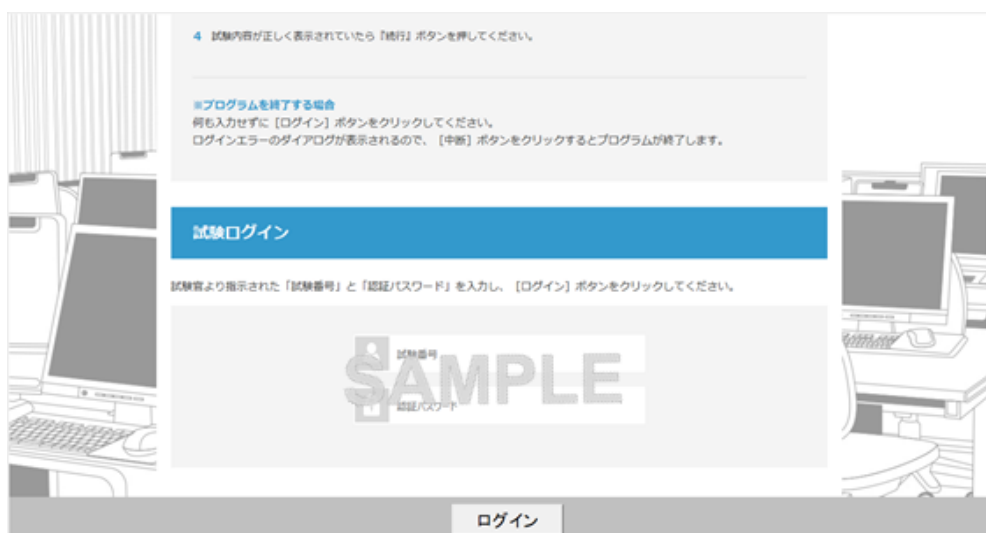 4 試験内容が正しく表示されていたら『続行』ボタンを押してください。
※プログラムを終了する場合
何も入力せずに［ログイン］ボタンをクリックしてください。
ログインエラーのダイアログが表示されるので、［中断］ボタンをクリックするとプログラムが終了します。
試験ログイン
試験官より指示された「試験番号」と「認証パスワード」を入力し、［ログイン］ボタンをクリックしてください。
試験番号
SAMPLE
認証パスワード
ログイン